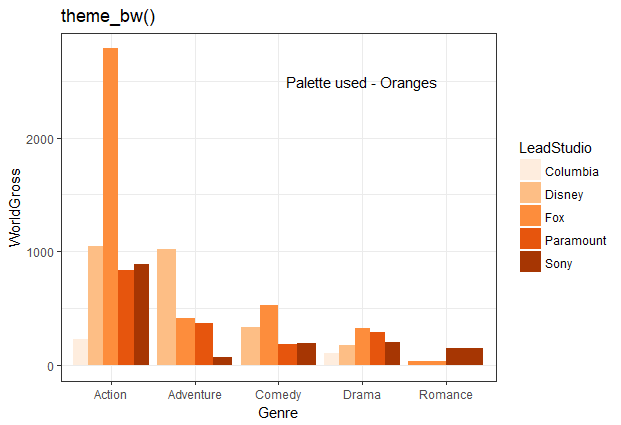 theme_bw()
Palette used - Oranges
WorldGross
2000
1000
0
Action Adventure Comedy Drama Romance
Genre
LeadStudio
Columbia
Disney
Fox
Paramount
Sony